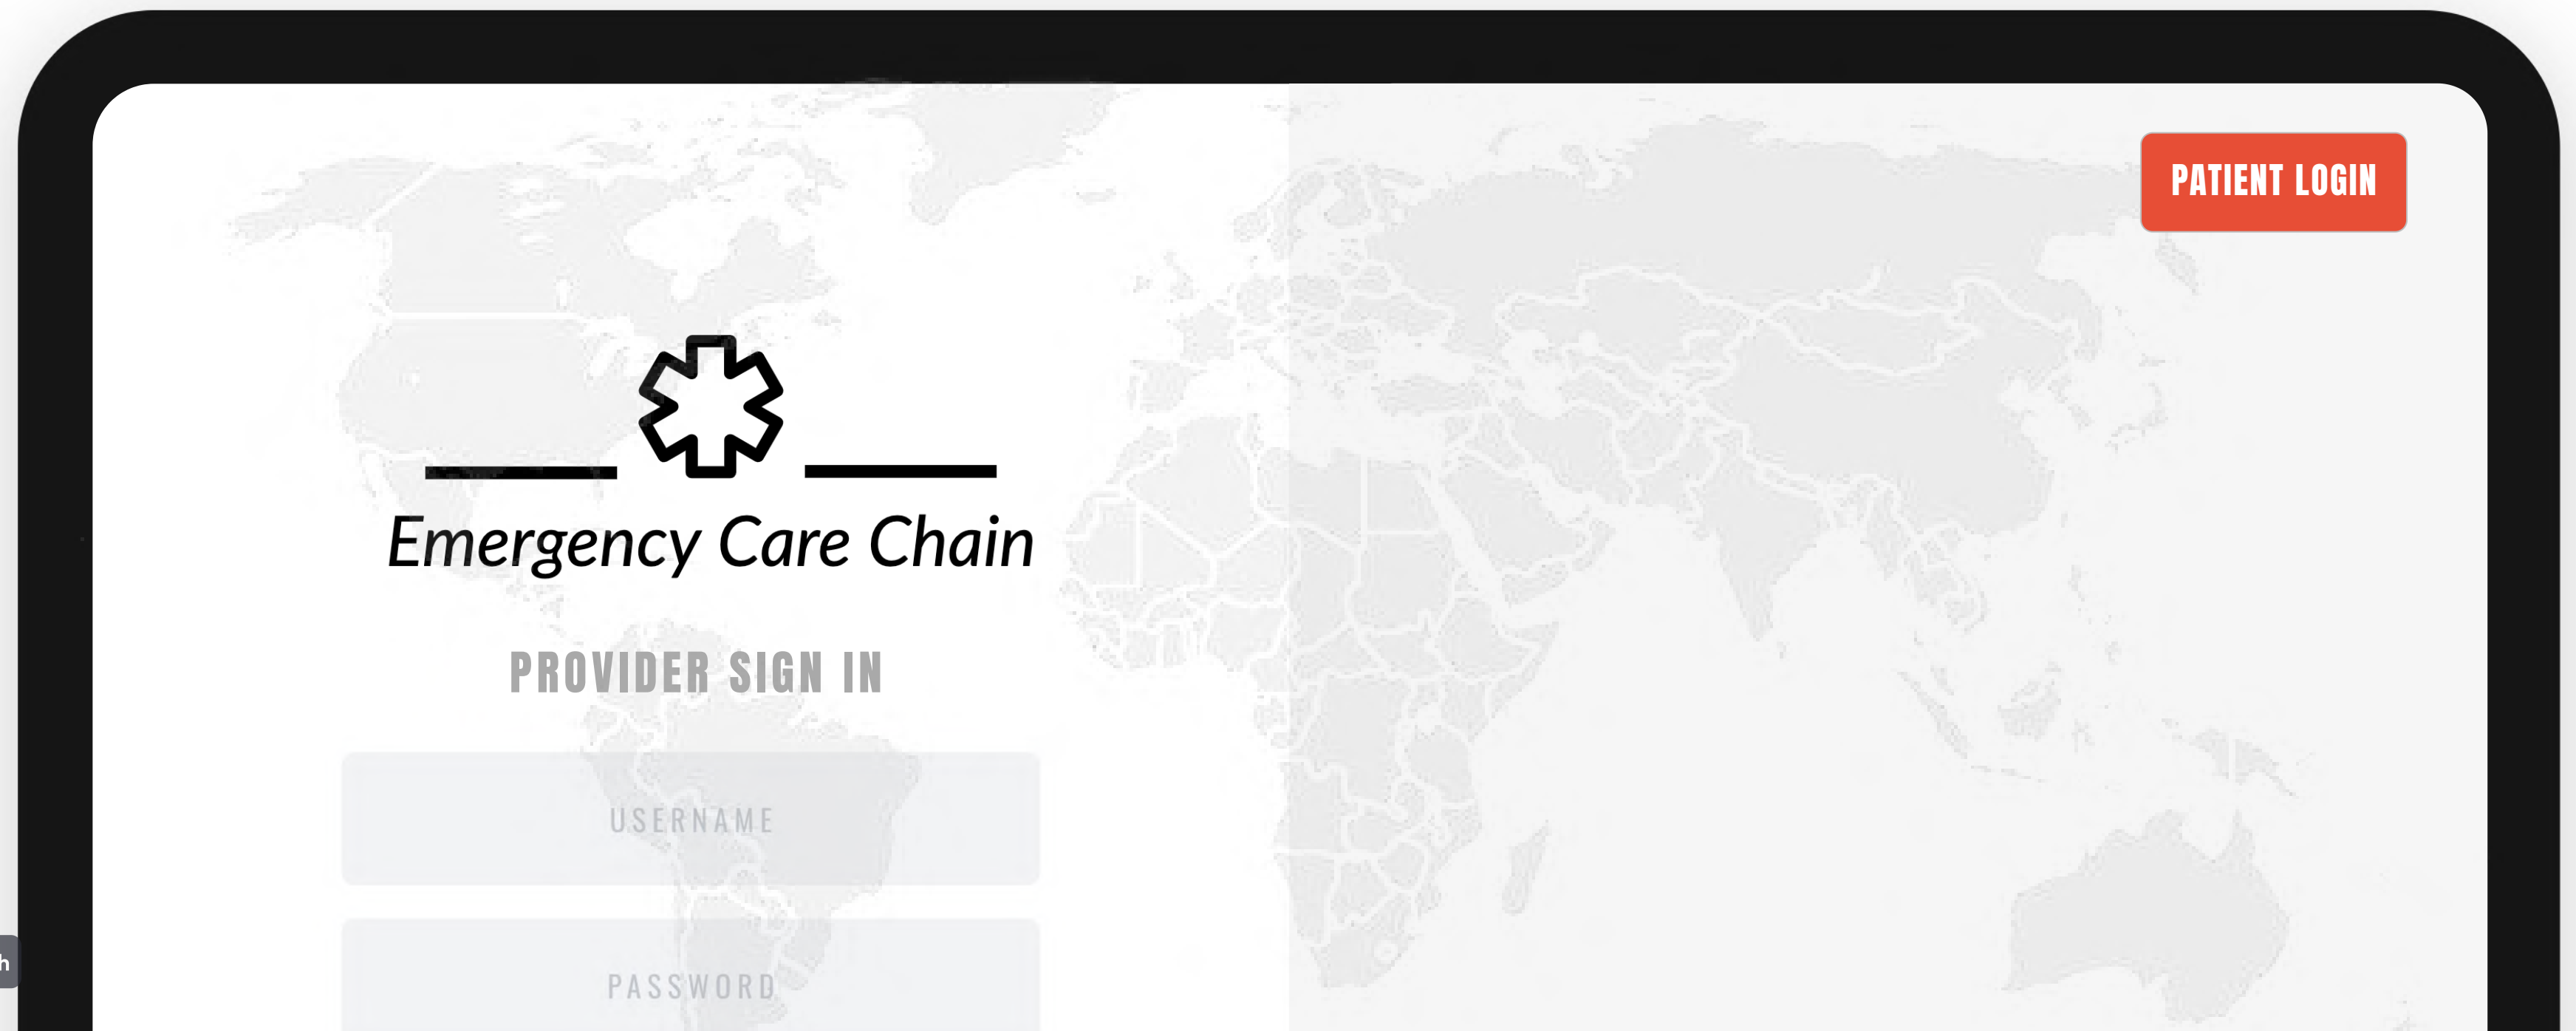 PATIENT LOGIN
Emergency Care Chain
PROVIDER SIGN IN
USERNAME
PASSWORD
h